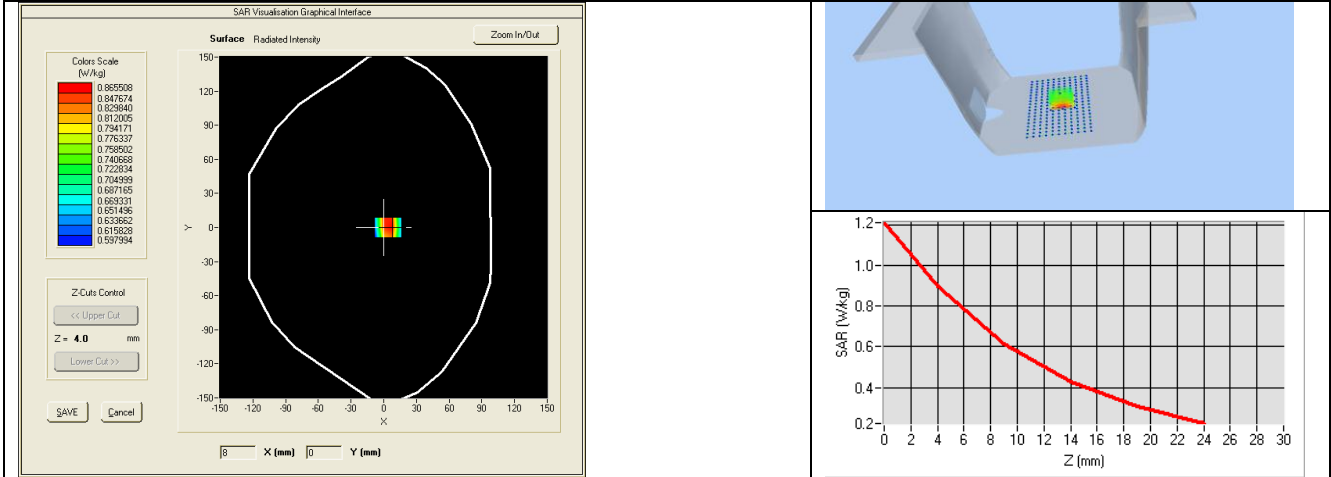 SAR Visualisation Graphical Interface
Surface Radiated Intensity
Zoom In/Out
Colors Scale
(W/kg)
0.865508
0.847674
0.829840
0.812005
0.794171
0.776337
0.758502
0.740668
0.722834
0.704999
0.687165
0.669331
0.651496
0.633662
0.615828
0.597994
Z-Cuts Control
<< Upper Cut
Z = 4.0 mm
Lower Cut >>
SAVE Cancel
150
120
90
60
30
0
-30
-60
-90
-120
-150
Y
-150 -120 -90 -60 -30 0 30 60 90 120 150
X
8 X (mm) 0 Y (mm)
1.2
1.0
0.8
0.6
0.4
0.2
SAR (W/kg)
0 2 4 6 8 10 12 14 16 18 20 22 24 26 28 30
Z (mm)